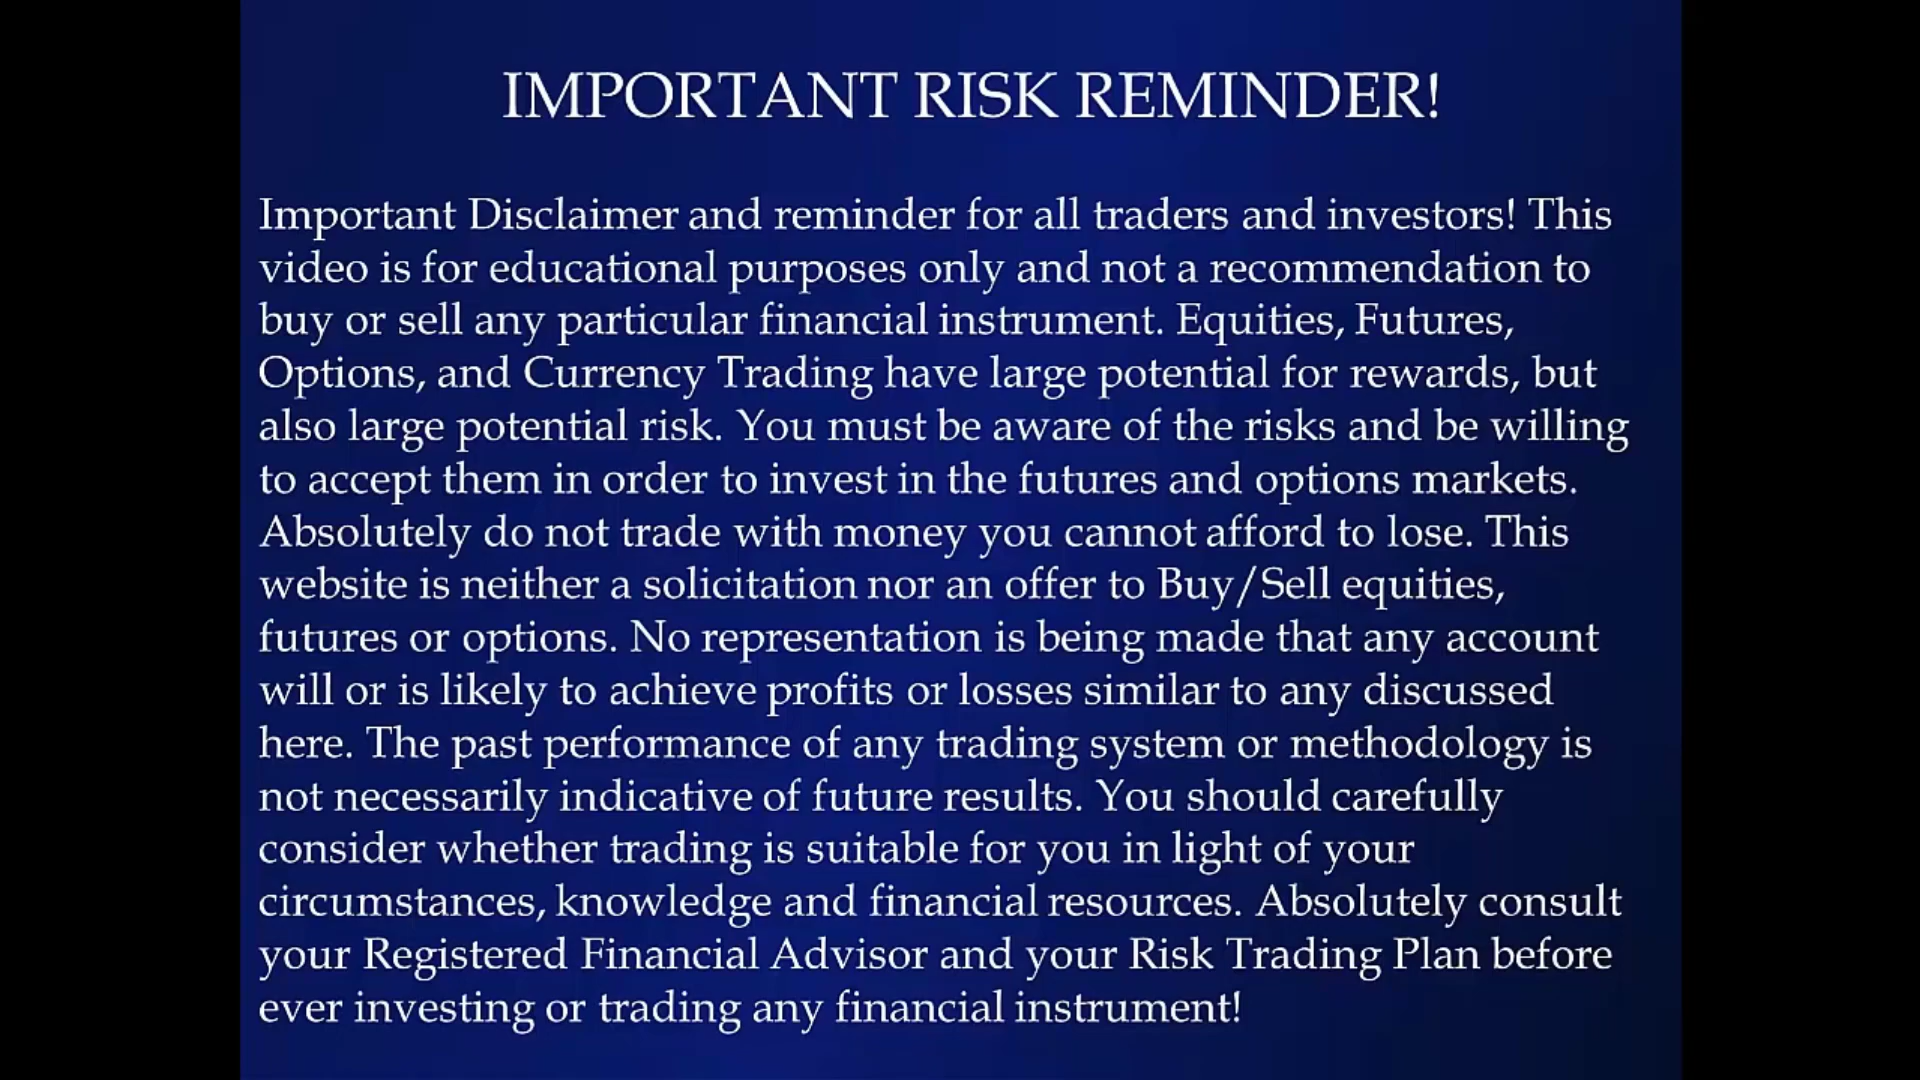 IMPORTANT RISK REMINDER!
Important Disclaimer and reminder for all traders and investors! This
video is for educational purposes only and not a recommendation to
buy or sell any particular financial instrument. Equities, Futures,
Options, and Currency Trading have large potential for rewards, but
also large potential risk. You must be aware of the risks and be willing
to accept them in order to invest in the futures and options markets.
Absolutely do not trade with money you cannot afford to lose. This
website is neither a solicitation nor an offer to Buy/Sell equities,
futures or options. No representation is being made that any account
will or is likely to achieve profits or losses similar to any discussed
here. The past performance of any trading system or methodology is
not necessarily indicative of future results. You should carefully
consider whether trading is suitable for you in light of your
circumstances, knowledge and financial resources. Absolutely consult
your Registered Financial Advisor and your Risk Trading Plan before
ever investing or trading any financial instrument!